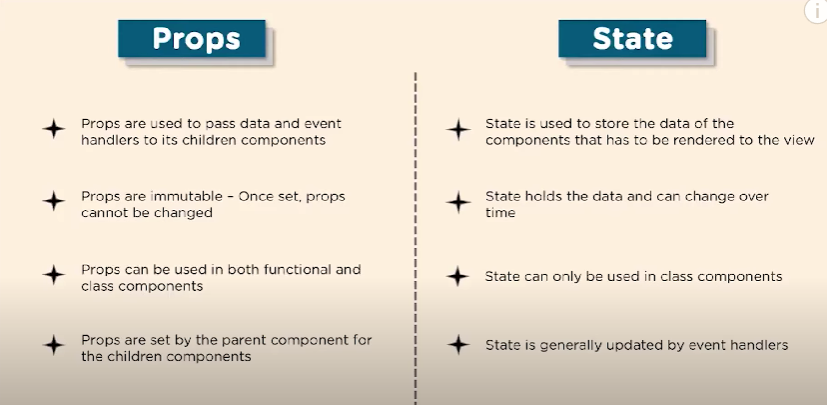 Props
Props are used to pass data and event
handlers to its children components
Props are immutable – Once set, props
cannot be changed
Props can be used in both functional and
class components
Props are set by the parent component for
the children components
State
State is used to store the data of the
components that has to be rendered to the view
State holds the data and can change over
time
State can only be used in class components
State is generally updated by event handlers